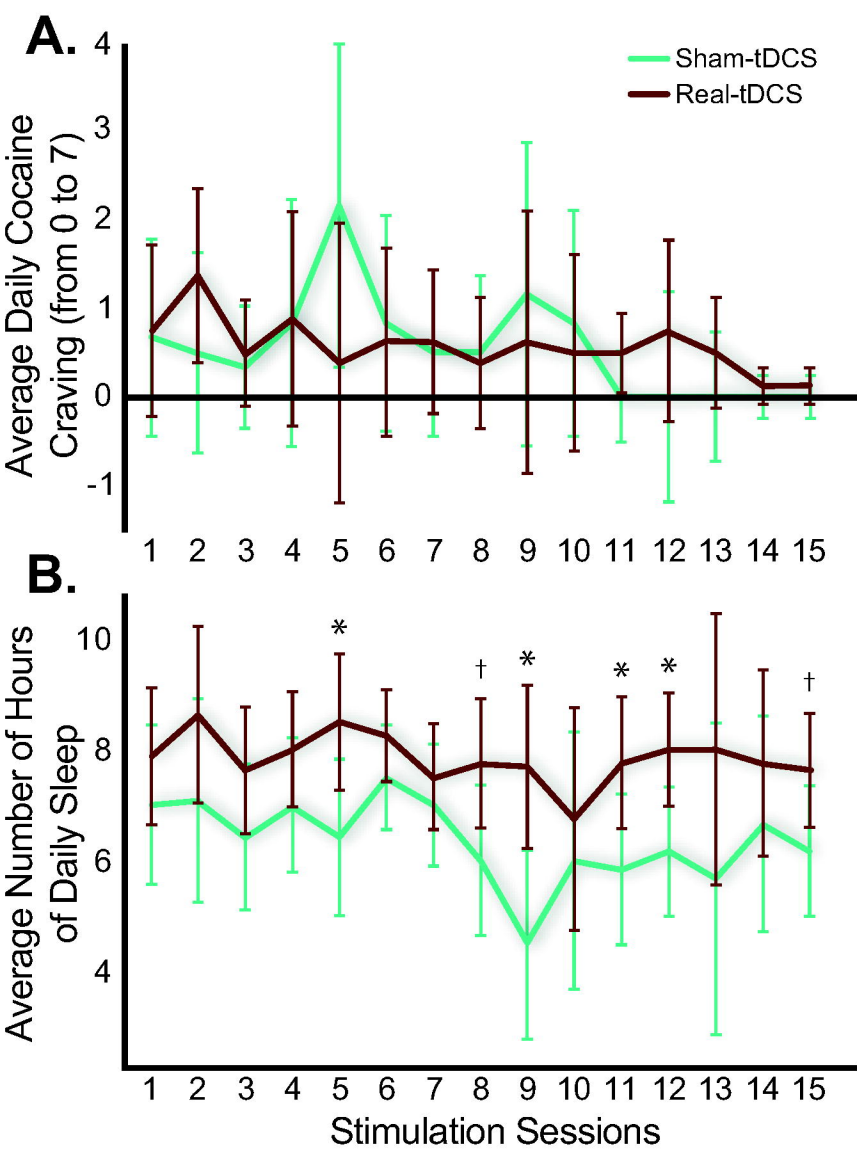 A.
Sham-tDCS
Real-tDCS
Average Daily Cocaine
Craving (from 0 to 7)
4
3
2
1
0
-1
1 2 3 4 5 6 7 8 9 10 11 12 13 14 15
B.
Average Number of Hours
of Daily Sleep
10
8
6
4
* † * * * †
1 2 3 4 5 6 7 8 9 10 11 12 13 14 15
Stimulation Sessions